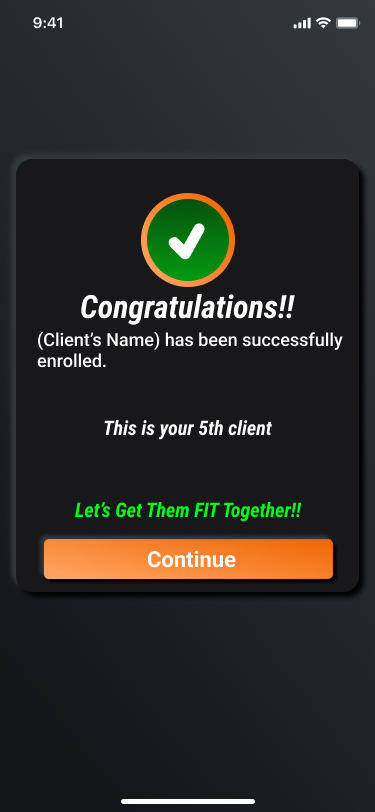 9:41
Congratulations!!
(Client's Name) has been successfully
enrolled.
This is your 5th client
Let's Get Them FIT Together!!
Continue